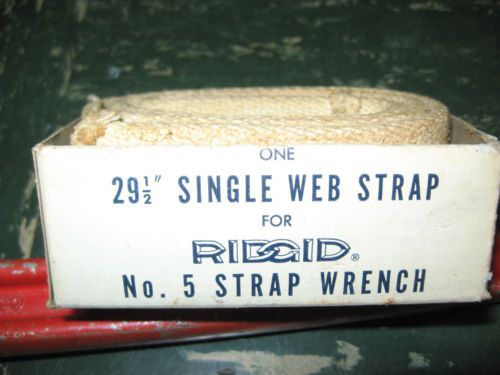 ONE
29½" SINGLE WEB STRAP
FOR
RIDGID®
No. 5 STRAP WRENCH